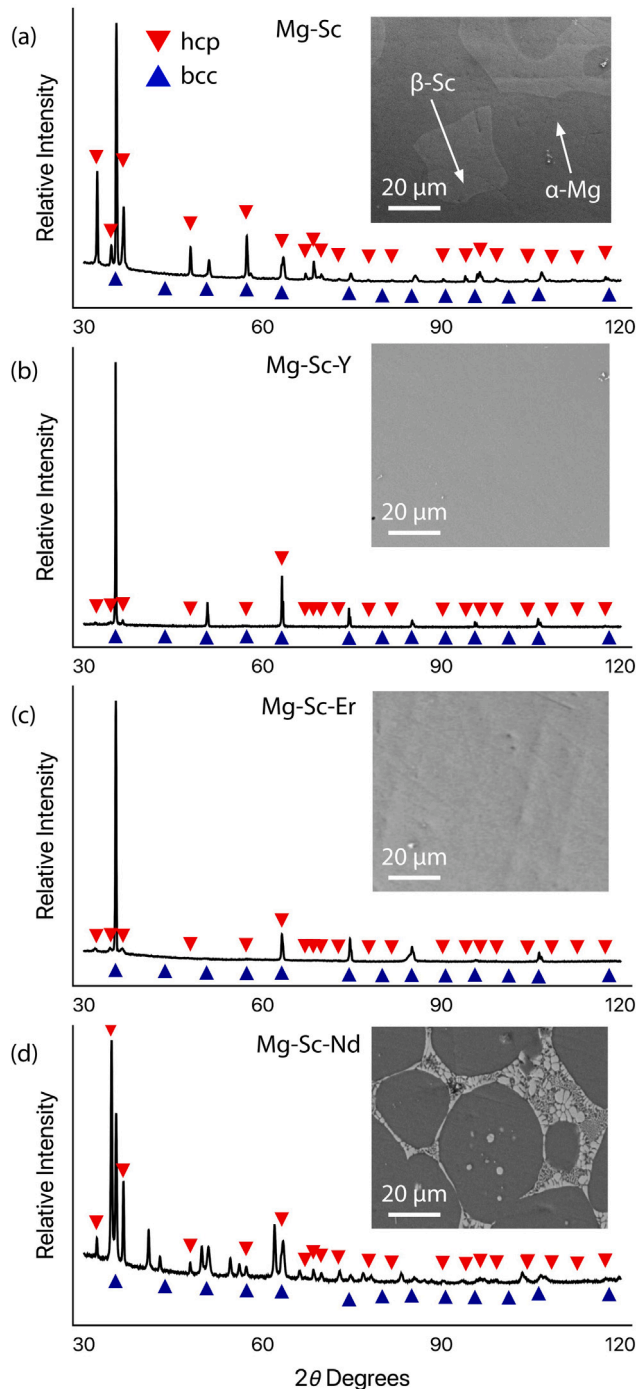 (a)
Mg-Sc
hcp
bcc
β-Sc
α-Mg
20 µm
Relative Intensity
30 60 90 120
(b)
Mg-Sc-Y
20 µm
Relative Intensity
30 60 90 120
(c)
Mg-Sc-Er
20 µm
Relative Intensity
30 60 90 120
(d)
Mg-Sc-Nd
20 µm
Relative Intensity
30 60 90 120
2θ Degrees